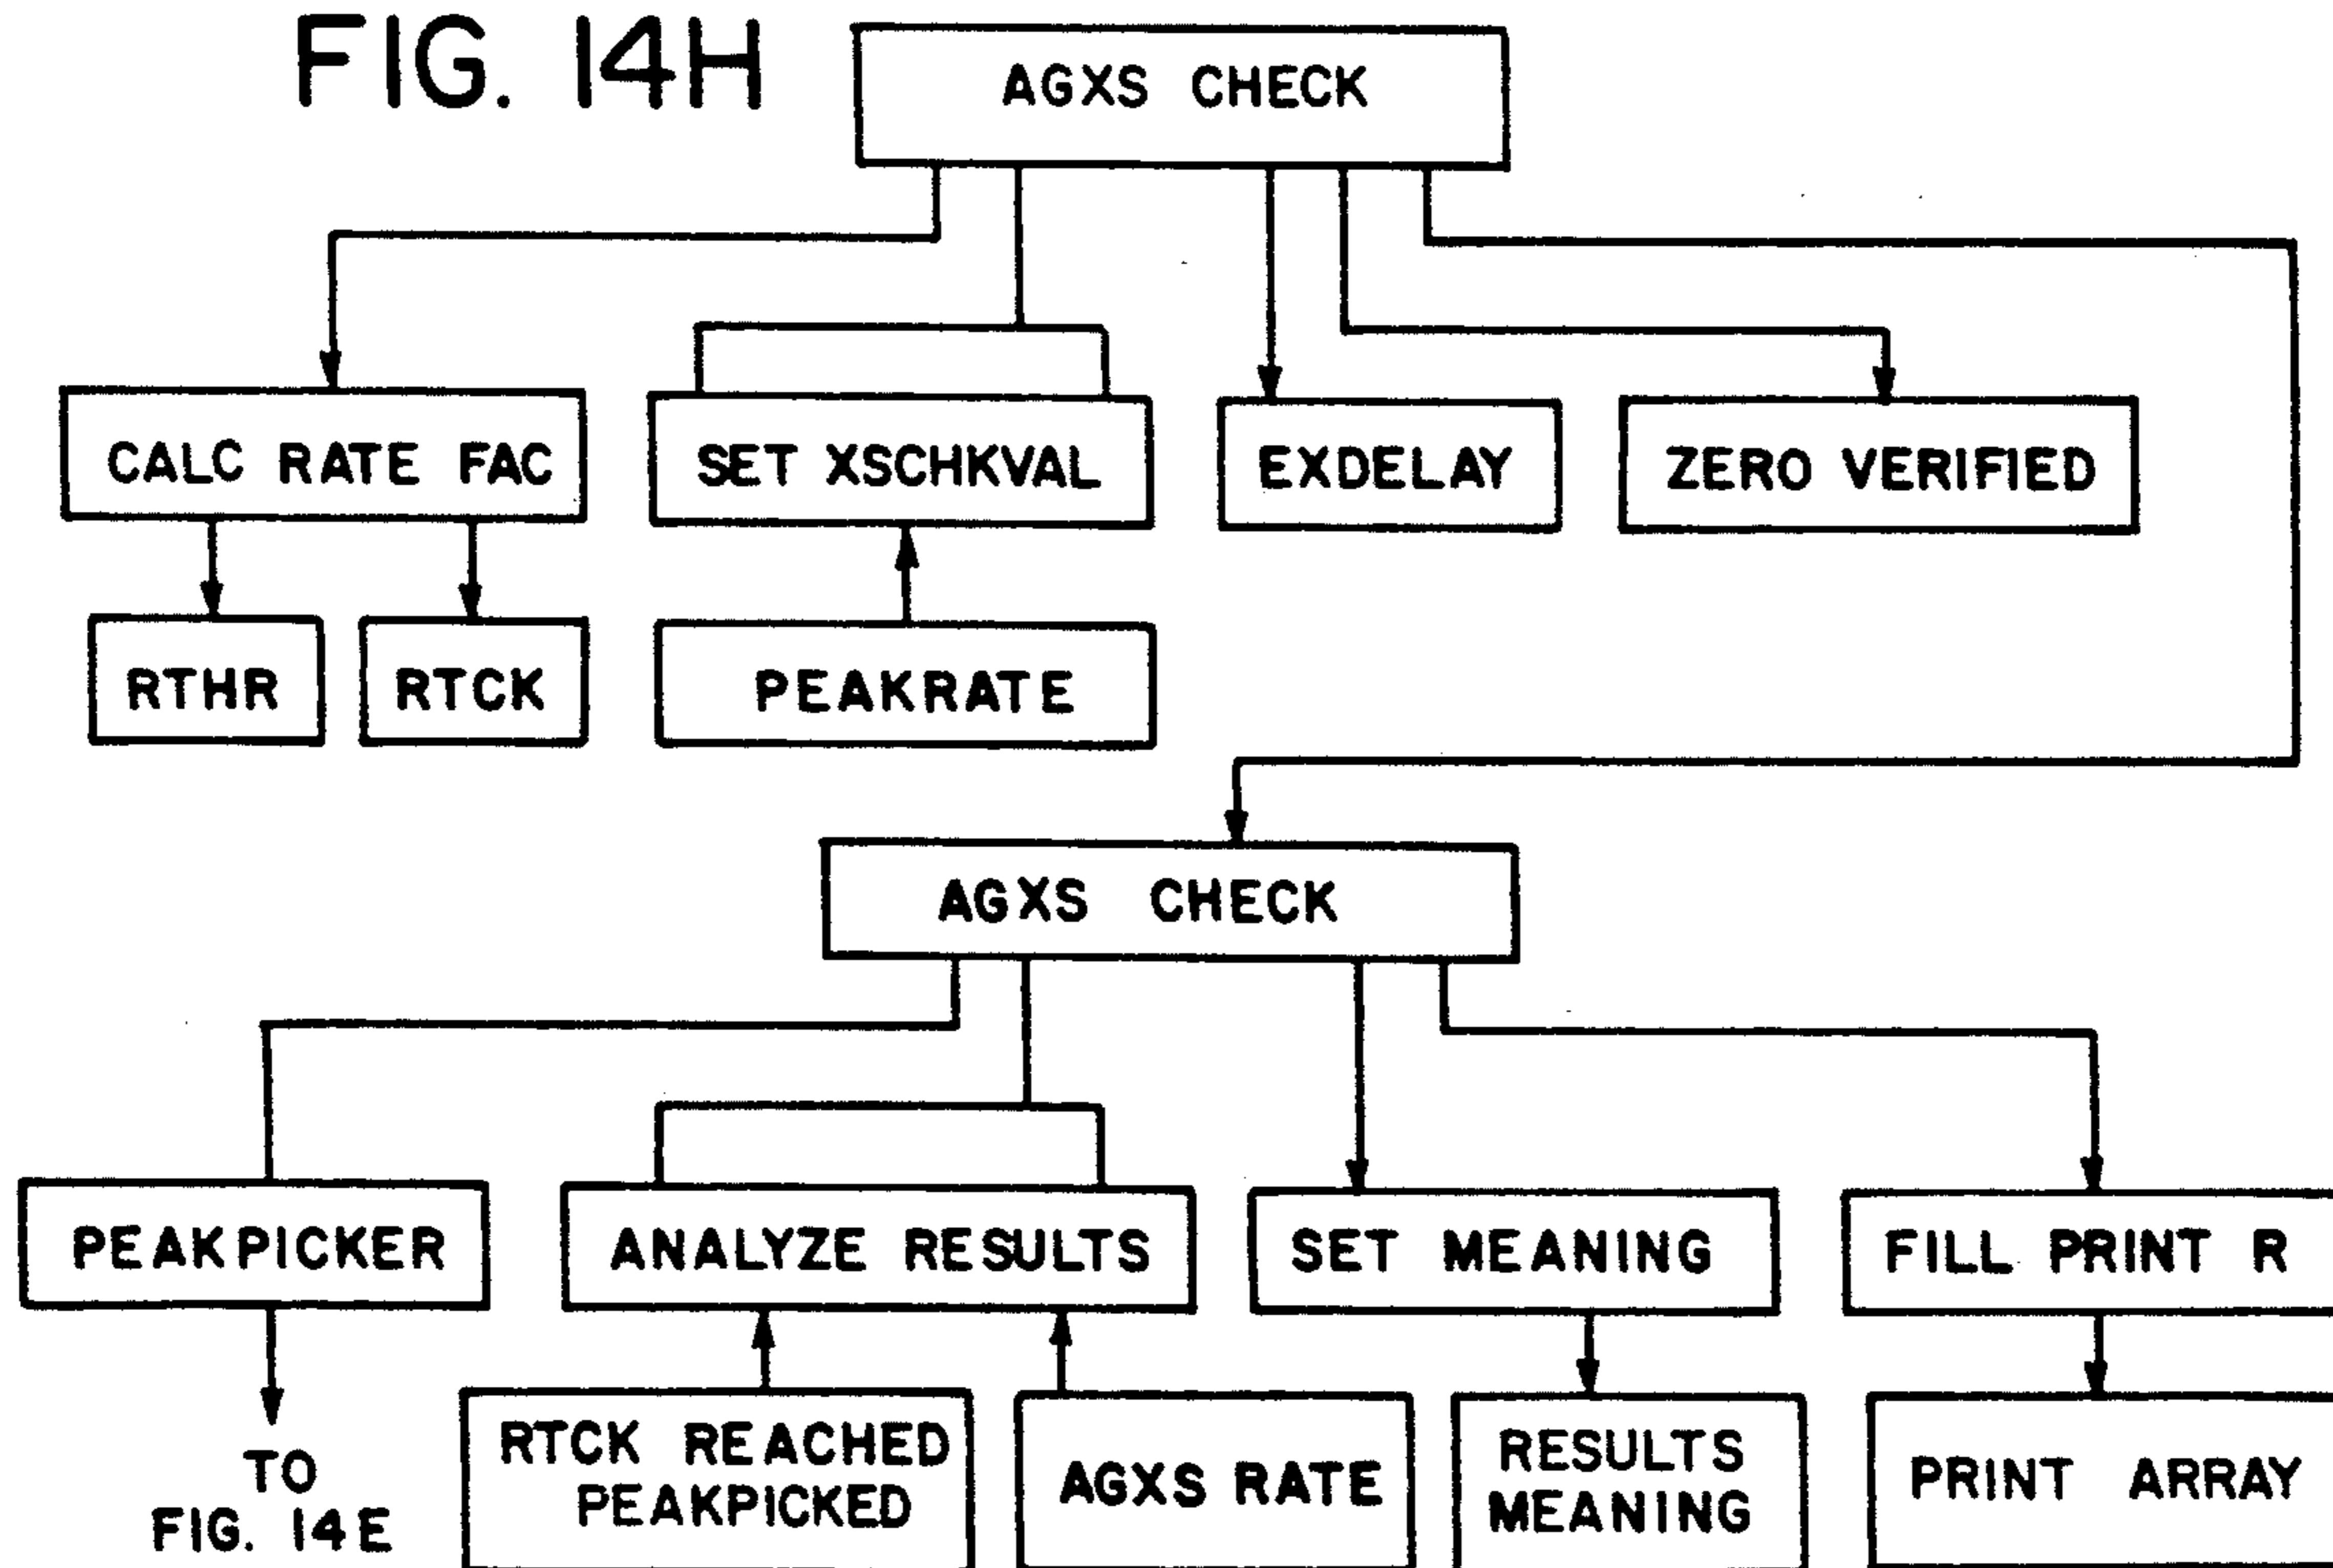 FIG. 14H
AGXS CHECK
CALC RATE FAC
SET XSCHKVAL
EXDELAY
ZERO VERIFIED
RTHR
RTCK
PEAKRATE
AGXS CHECK
PEAKPICKER
ANALYZE RESULTS
SET MEANING
FILL PRINT R
TO
FIG. 14E
RTCK REACHED
PEAKPICKED
AGXS RATE
RESULTS
MEANING
PRINT ARRAY